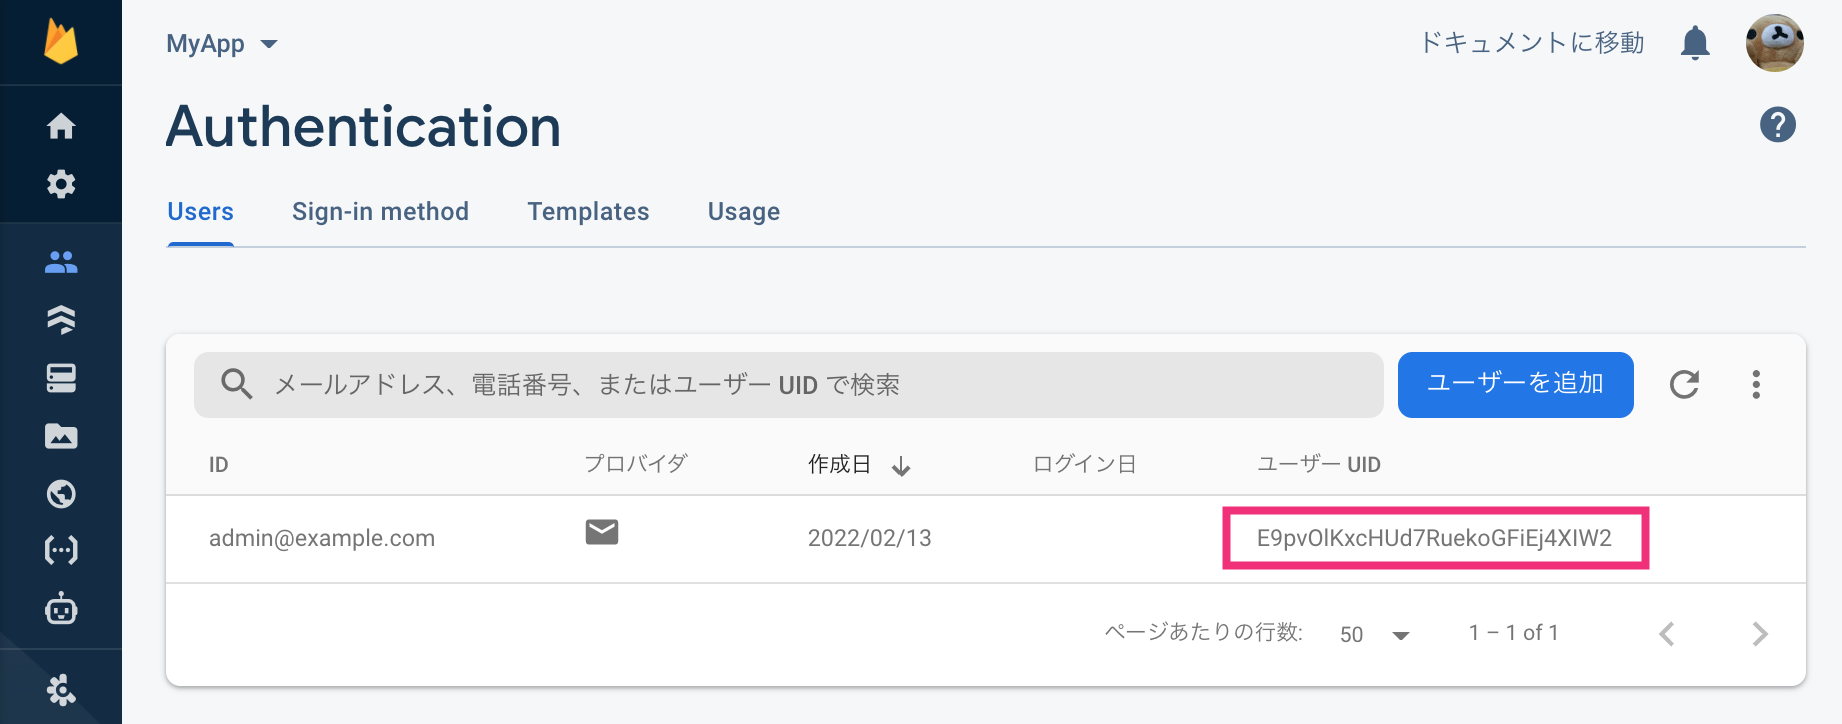 MyApp
ドキュメントに移動
Authentication
?
Users Sign-in method Templates Usage
メールアドレス、電話番号、またはユーザー UID で検索
ユーザーを追加
ID プロバイダ 作成日 ログイン日 ユーザー UID
admin@example.com 2022/02/13 E9pvOlKxcHUd7RuekoGFiEj4XIW2
ページあたりの行数: 50 1 – 1 of 1